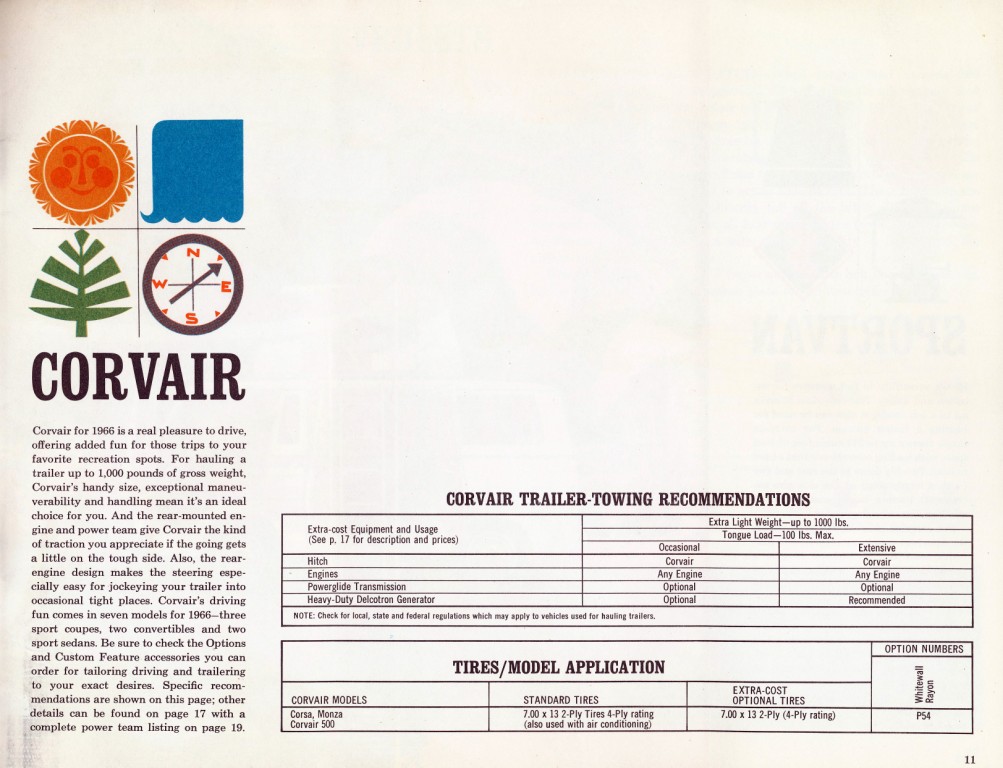 N
W E
S
CORVAIR
Corvair for 1966 is a real pleasure to drive,
offering added fun for those trips to your
favorite recreation spots. For hauling a
trailer up to 1,000 pounds of gross weight,
Corvair's handy size, exceptional maneu-
verability and handling mean it's an ideal
choice for you. And the rear-mounted en-
gine and power team give Corvair the kind
of traction you appreciate if the going gets
a little on the tough side. Also, the rear-
engine design makes the steering espe-
cially easy for jockeying your trailer into
occasional tight places. Corvair's driving
fun comes in seven models for 1966—three
sport coupes, two convertibles and two
sport sedans. Be sure to check the Options
and Custom Feature accessories you can
order for tailoring driving and trailering
to your exact desires. Specific recom-
mendations are shown on this page; other
details can be found on page 17 with a
complete power team listing on page 19.
CORVAIR TRAILER-TOWING RECOMMENDATIONS
Extra-cost Equipment and Usage
(See p. 17 for description and prices)
Extra Light Weight—up to 1000 lbs.
Tongue Load—100 lbs. Max.
Occasional Extensive
Hitch Corvair Corvair
Engines Any Engine Any Engine
Powerglide Transmission Optional Optional
Heavy-Duty Delcotron Generator Optional Recommended
NOTE: Check for local, state and federal regulations which may apply to vehicles used for hauling trailers.
TIRES/MODEL APPLICATION
OPTION NUMBERS
Whitewall
Rayon
CORVAIR MODELS
STANDARD TIRES
EXTRA-COST
OPTIONAL TIRES
Corsa, Monza
Corvair 500
7.00 x 13 2-Ply Tires 4-Ply rating
(also used with air conditioning)
7.00 x 13 2-Ply (4-Ply rating)
P54
11
SPORTVAN